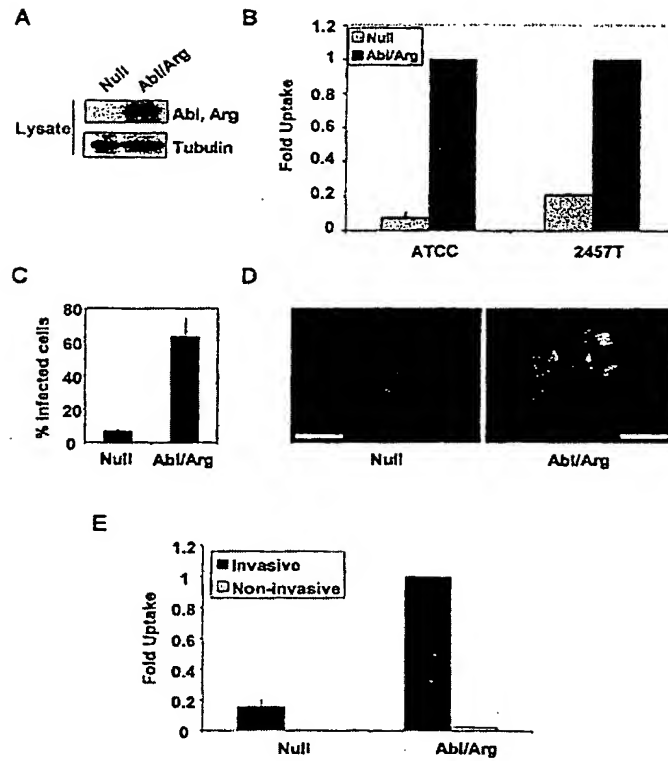 A
Null
Abl/Arg
Lysate
Abl, Arg
Tubulin
B
Null
Abl/Arg
Fold Uptake
1.2
1
0.8
0.6
0.4
0.2
0
ATCC
2457T
C
% infected cells
80
60
40
20
0
Null
Abl/Arg
D
Null
Abl/Arg
E
Invasive
Non-invasive
Fold Uptake
1.2
1
0.8
0.6
0.4
0.2
0
Null
Abl/Arg